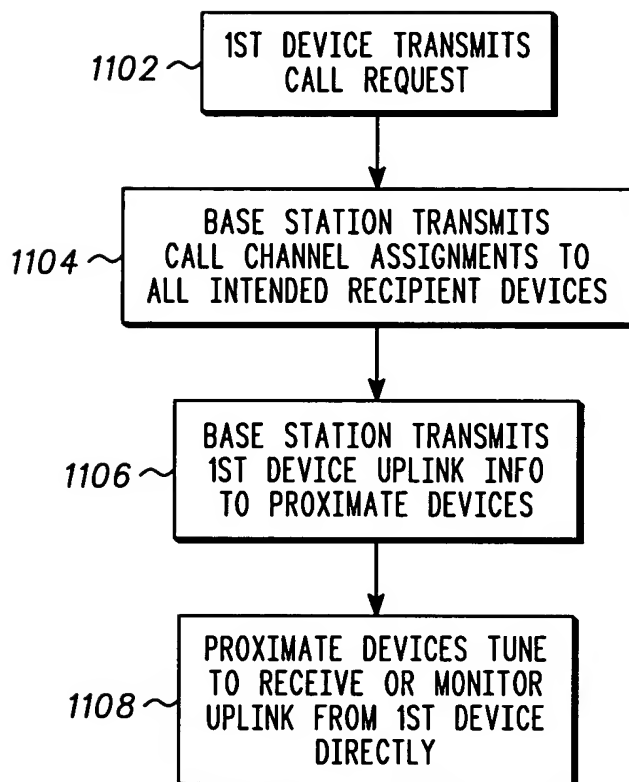 1102
1ST DEVICE TRANSMITS
CALL REQUEST
1104
BASE STATION TRANSMITS
CALL CHANNEL ASSIGNMENTS TO
ALL INTENDED RECIPIENT DEVICES
1106
BASE STATION TRANSMITS
1ST DEVICE UPLINK INFO
TO PROXIMATE DEVICES
1108
PROXIMATE DEVICES TUNE
TO RECEIVE OR MONITOR
UPLINK FROM 1ST DEVICE
DIRECTLY